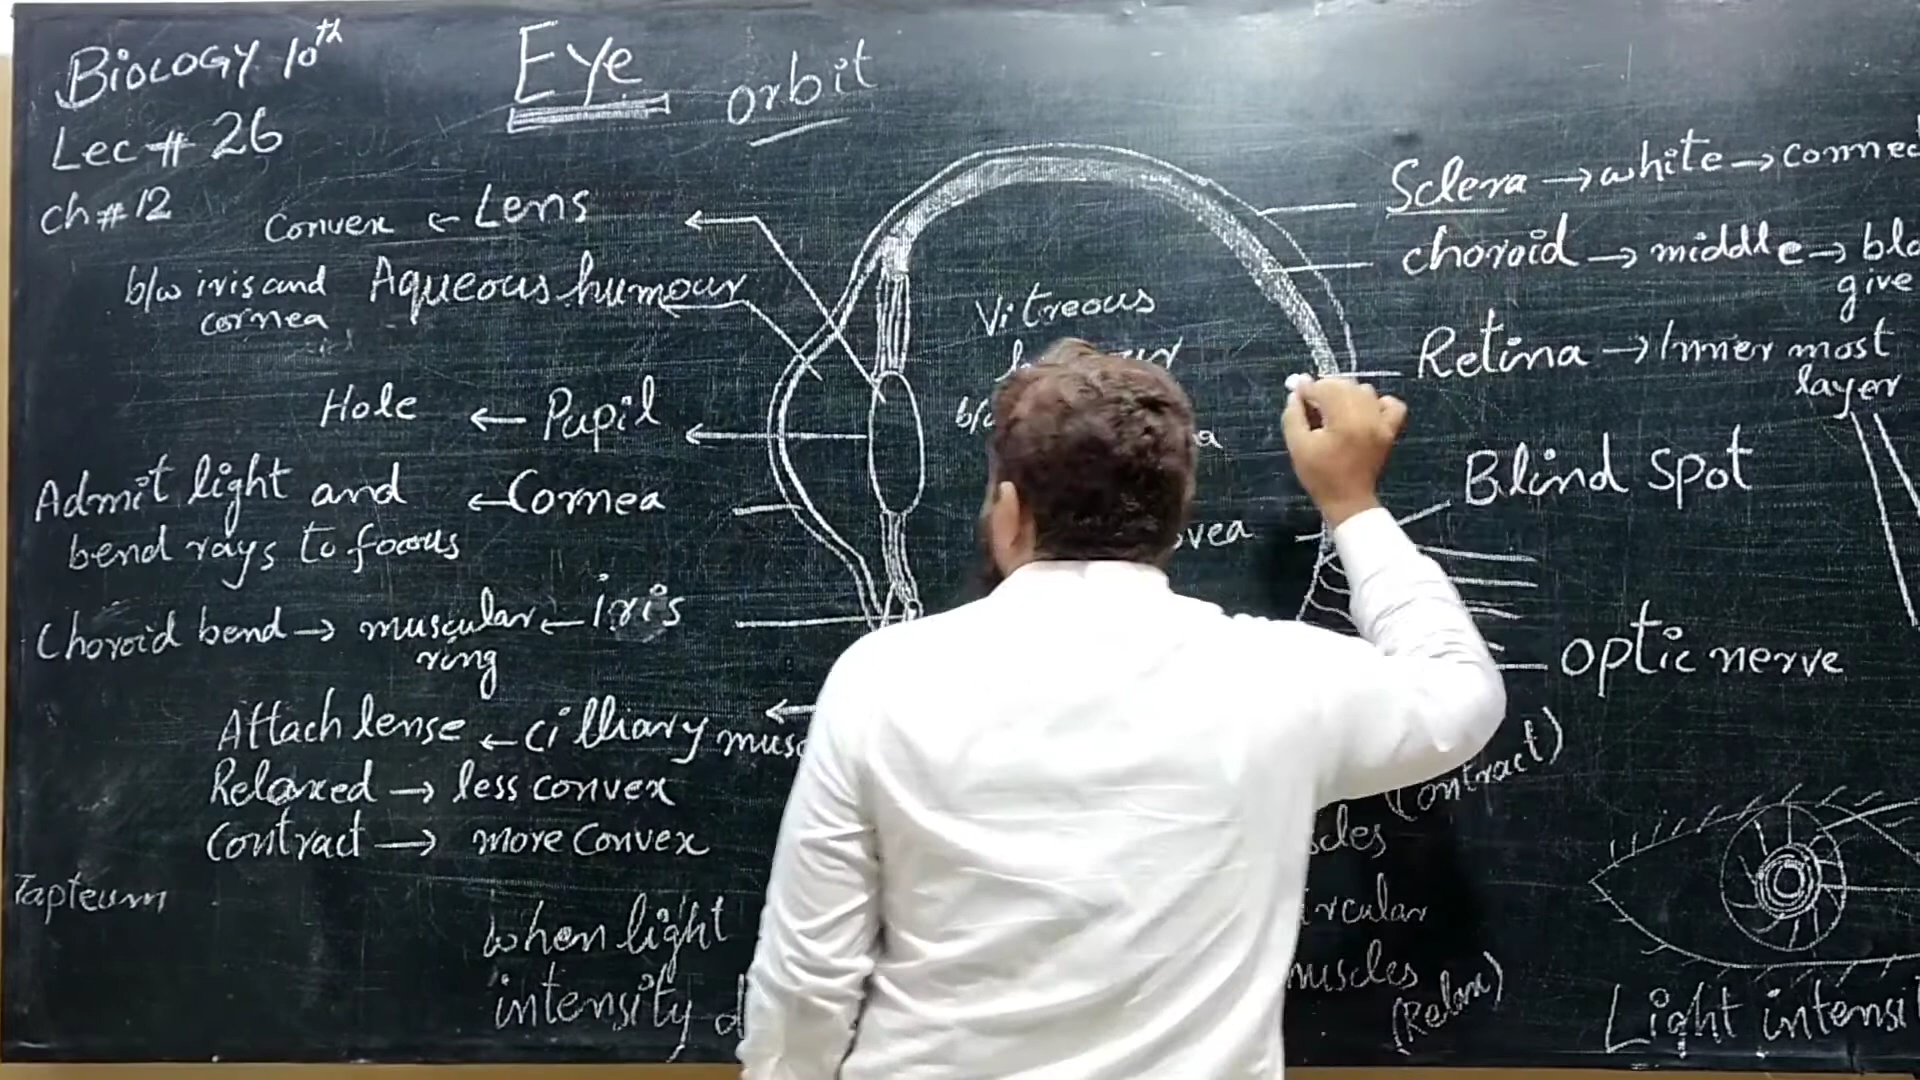 Biology 10th
Lec # 26
Ch # 12
Eye
orbit
Convex ← Lens
b/w iris and cornea
Aqueous humour
Hole ← Pupil
Admit light and ← Cornea
bend rays to focus
Choroid bend → muscular ← iris
ring
Attach lense ← cilliary
Relaxed → less convex
Contract → more convex
Tapteum
when light
intensity
Vitreous
Sclera → white →
choroid → middle →
give
Retina → Inner most
layer
Blind spot
optic nerve
(Contract)
(Relax)
Light